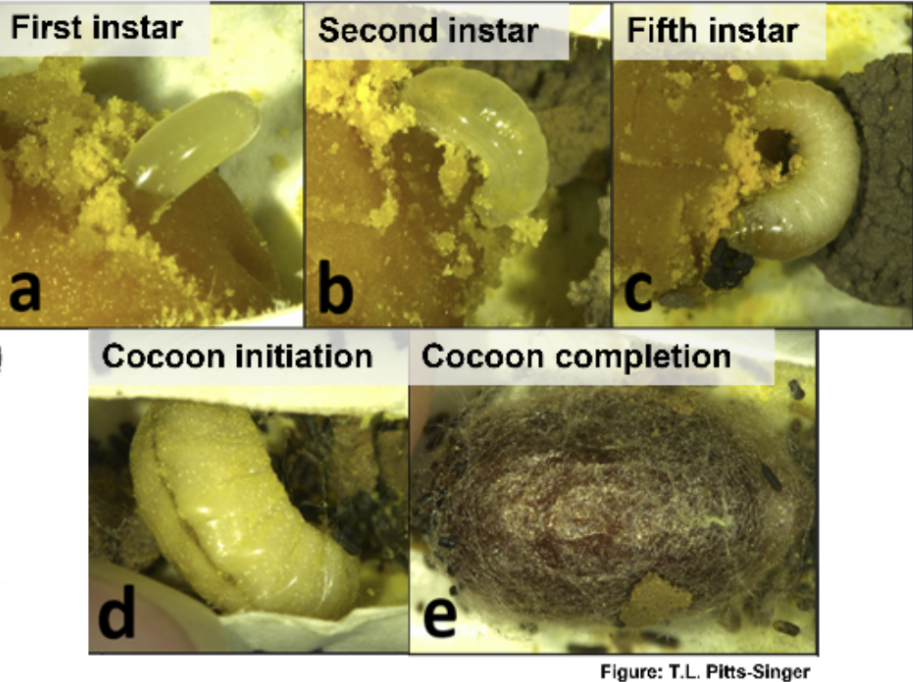 First instar
Second instar
Fifth instar
a
b
c
Cocoon initiation
Cocoon completion
d
e
Figure: T.L. Pitts-Singer